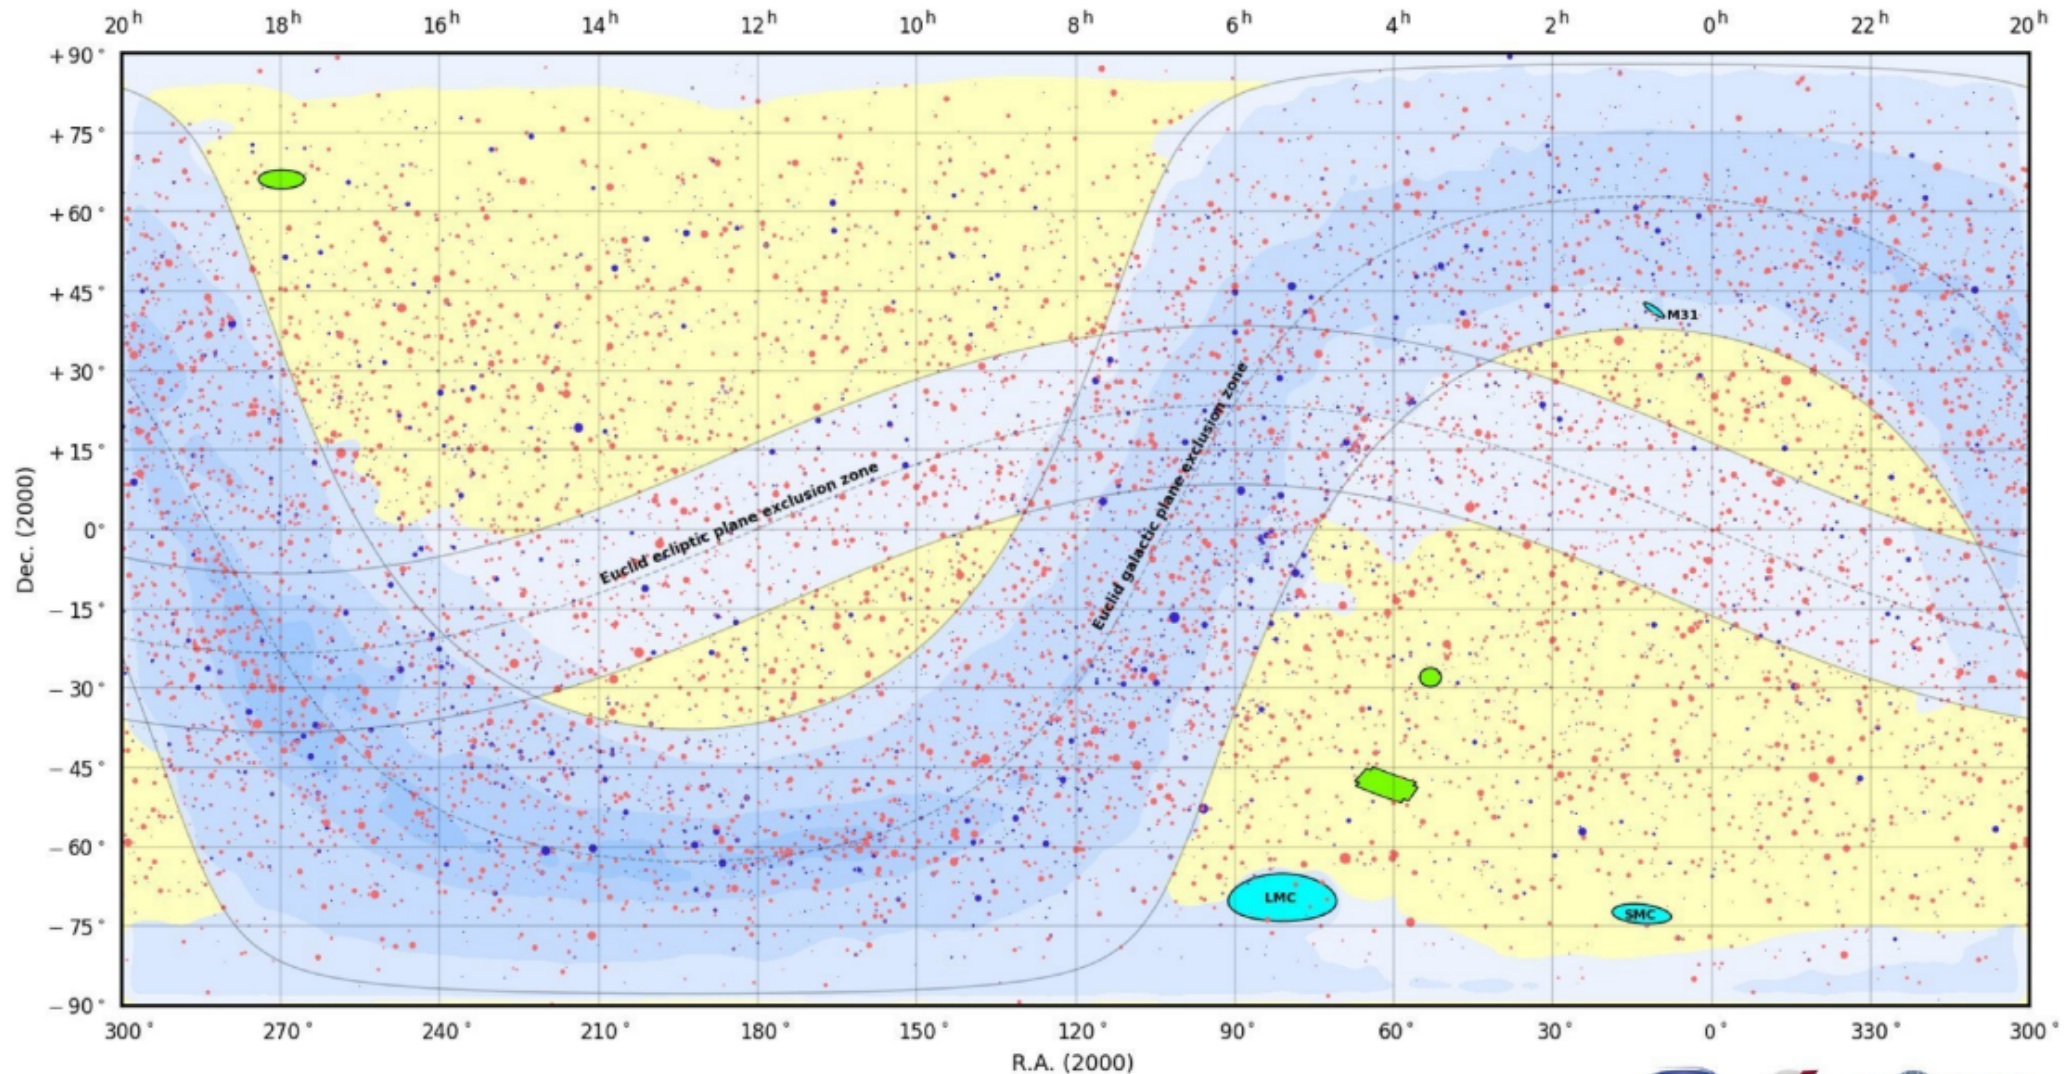 20h 18h 16h 14h 12h 10h 8h 6h 4h 2h 0h 22h 20h
+90°
+75°
+60°
+45°
M31
+30°
+15°
Euclid ecliptic plane exclusion zone
Euclid galactic plane exclusion zone
0°
Dec. (2000)
−15°
−30°
−45°
−60°
LMC
SMC
−75°
−90°
300° 270° 240° 210° 180° 150° 120° 90° 60° 30° 0° 330° 300°
R.A. (2000)